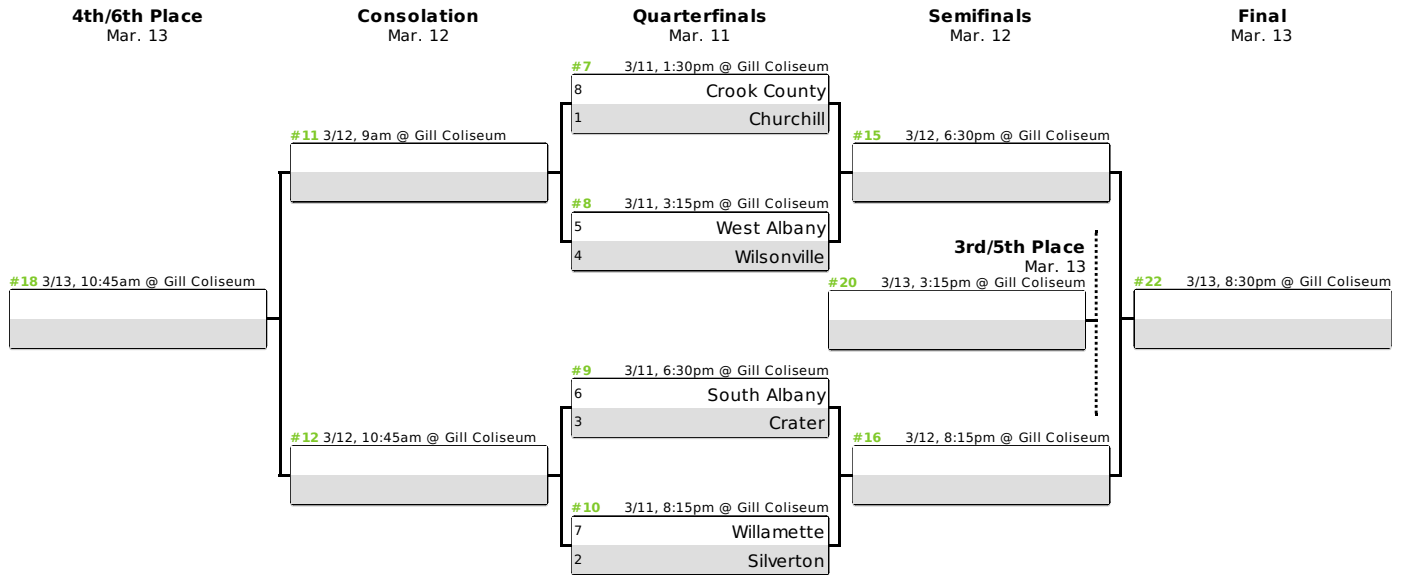 4th/6th Place
Mar. 13
Consolation
Mar. 12
Quarterfinals
Mar. 11
Semifinals
Mar. 12
Final
Mar. 13
#7 3/11, 1:30pm @ Gill Coliseum
8 Crook County
1 Churchill
#11 3/12, 9am @ Gill Coliseum
#15 3/12, 6:30pm @ Gill Coliseum
#8 3/11, 3:15pm @ Gill Coliseum
5 West Albany
4 Wilsonville
3rd/5th Place
Mar. 13
#18 3/13, 10:45am @ Gill Coliseum
#20 3/13, 3:15pm @ Gill Coliseum
#22 3/13, 8:30pm @ Gill Coliseum
#9 3/11, 6:30pm @ Gill Coliseum
6 South Albany
3 Crater
#12 3/12, 10:45am @ Gill Coliseum
#16 3/12, 8:15pm @ Gill Coliseum
#10 3/11, 8:15pm @ Gill Coliseum
7 Willamette
2 Silverton